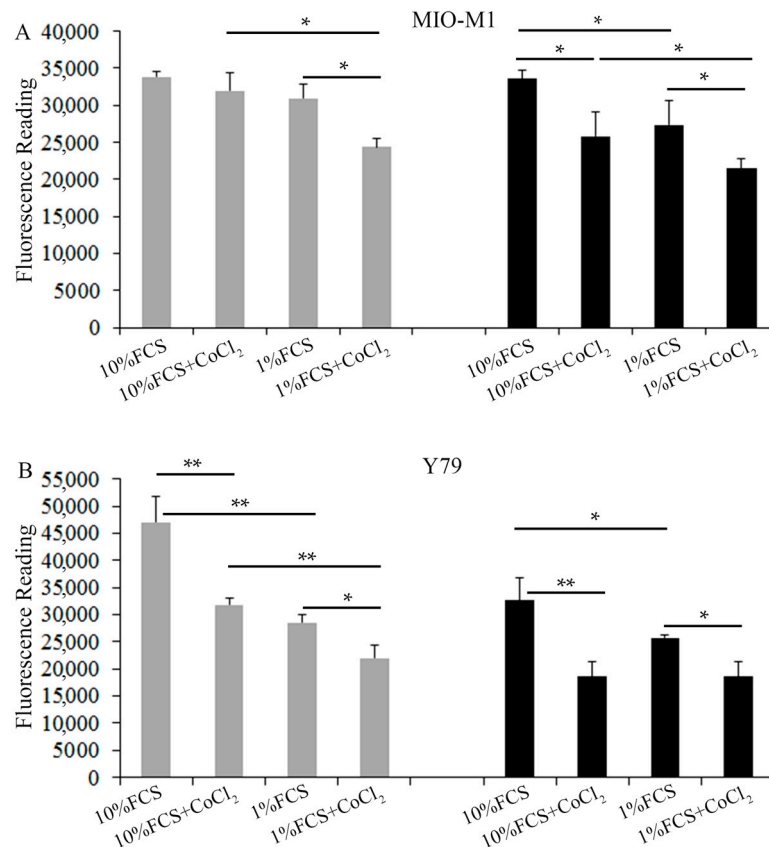 A
MIO-M1
Fluorescence Reading
40,000
35,000
30,000
25,000
20,000
15,000
10,000
5000
0
* * * * * *
10%FCS
10%FCS+CoCl₂
1%FCS
1%FCS+CoCl₂
10%FCS
10%FCS+CoCl₂
1%FCS
1%FCS+CoCl₂
B
Y79
Fluorescence Reading
55,000
50,000
45,000
40,000
35,000
30,000
25,000
20,000
15,000
10,000
5000
0
** ** ** * * ** *
10%FCS
10%FCS+CoCl₂
1%FCS
1%FCS+CoCl₂
10%FCS
10%FCS+CoCl₂
1%FCS
1%FCS+CoCl₂